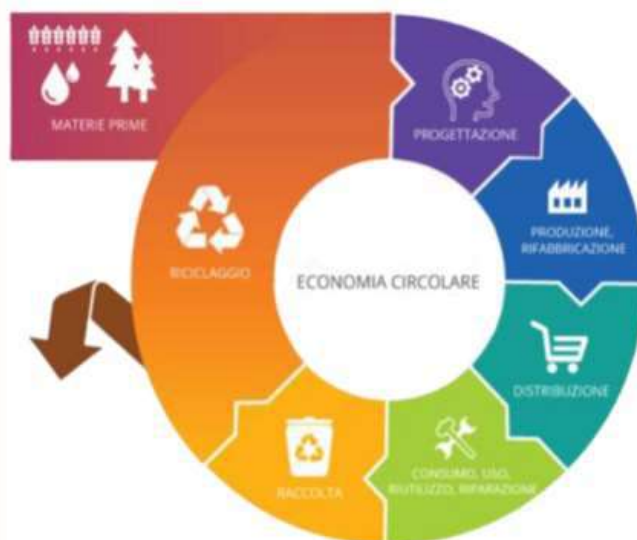 MATERIE PRIME
PROGETTAZIONE
PRODUZIONE,
RIFABBRICAZIONE
RICICLAGGIO
ECONOMIA CIRCOLARE
DISTRIBUZIONE
CONSUMO, USO,
RIUTILIZZO, RIPARAZIONE
RACCOLTA